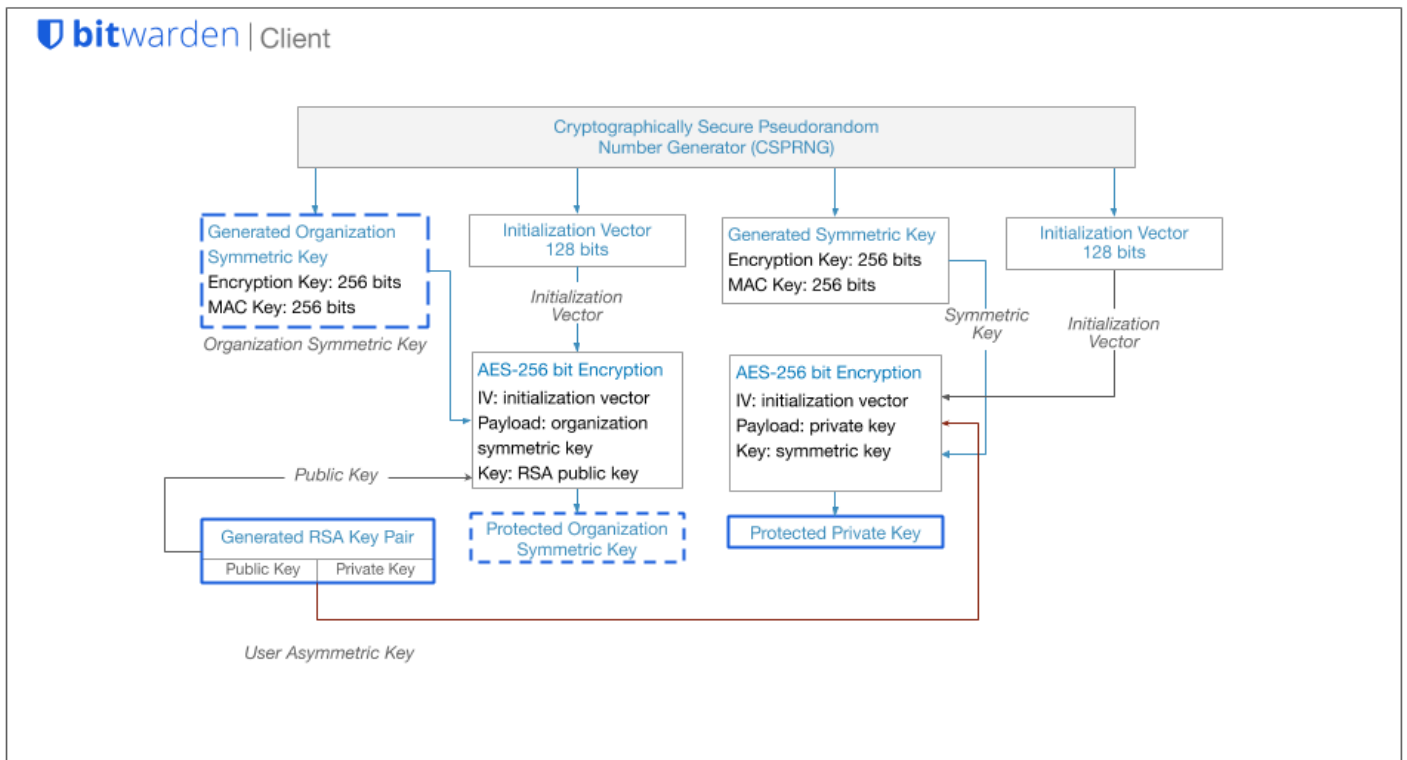 bitwarden | Client
Cryptographically Secure Pseudorandom
Number Generator (CSPRNG)
Generated Organization
Symmetric Key
Encryption Key: 256 bits
MAC Key: 256 bits
Organization Symmetric Key
Initialization Vector
128 bits
Initialization
Vector
Generated Symmetric Key
Encryption Key: 256 bits
MAC Key: 256 bits
Symmetric
Key
Initialization Vector
128 bits
Initialization
Vector
AES-256 bit Encryption
IV: initialization vector
Payload: organization
symmetric key
Key: RSA public key
AES-256 bit Encryption
IV: initialization vector
Payload: private key
Key: symmetric key
Public Key
Generated RSA Key Pair
Public Key
Private Key
Protected Organization
Symmetric Key
Protected Private Key
User Asymmetric Key